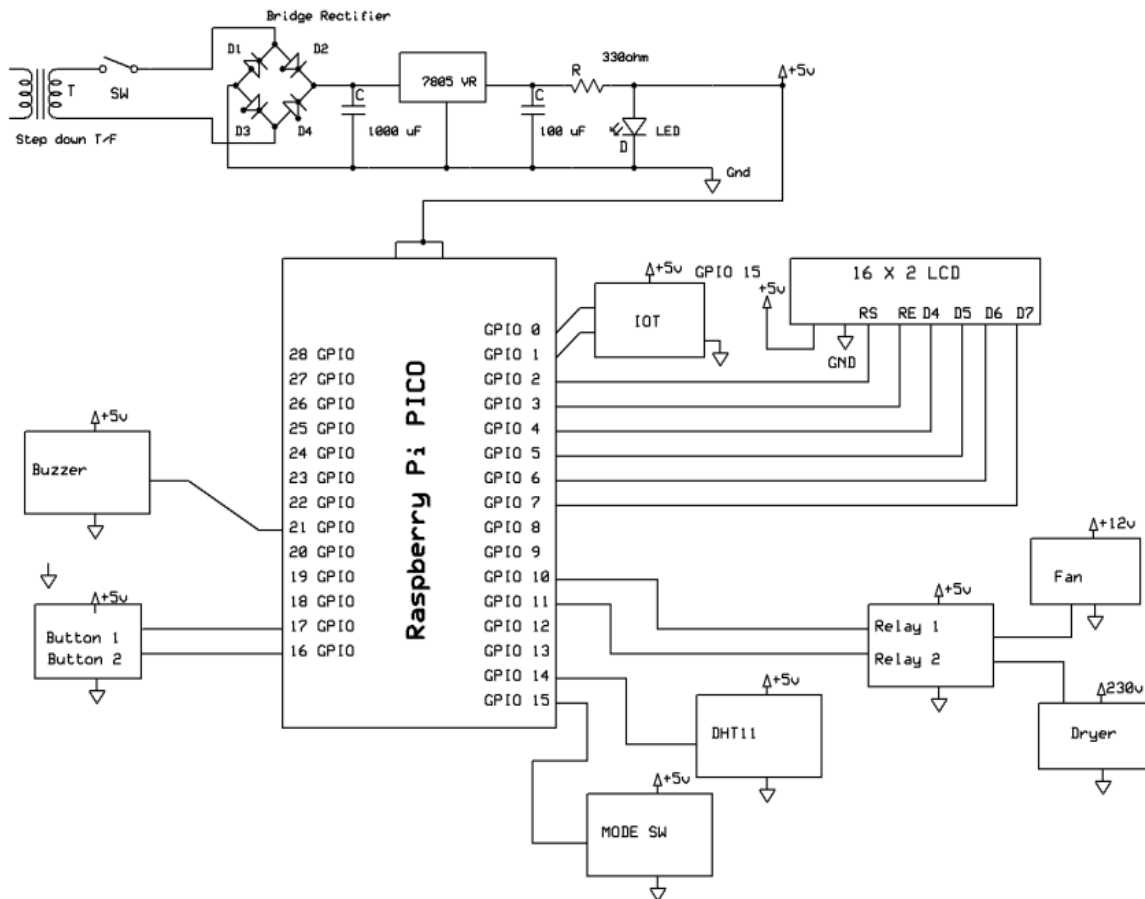 Bridge Rectifier
D1
D2
330ohm
R
+5v
T
SW
C
7805 VR
C
D3
D4
1000 uF
100 uF
LED
D
Step down T/F
Gnd
+5v
GPIO 15
16 X 2 LCD
+5v
IOT
RS
RE
D4
D5
D6
D7
GND
Raspberry Pi PICO
GPIO 0
GPIO 1
GPIO 2
GPIO 3
GPIO 4
GPIO 5
GPIO 6
GPIO 7
GPIO 8
GPIO 9
GPIO 10
GPIO 11
GPIO 12
GPIO 13
GPIO 14
GPIO 15
28 GPIO
27 GPIO
26 GPIO
25 GPIO
24 GPIO
23 GPIO
22 GPIO
21 GPIO
20 GPIO
19 GPIO
18 GPIO
17 GPIO
16 GPIO
+5v
Buzzer
+5v
Button 1
Button 2
+12v
Fan
+5v
Relay 1
Relay 2
+5v
DHT11
230v
Dryer
+5v
MODE SW